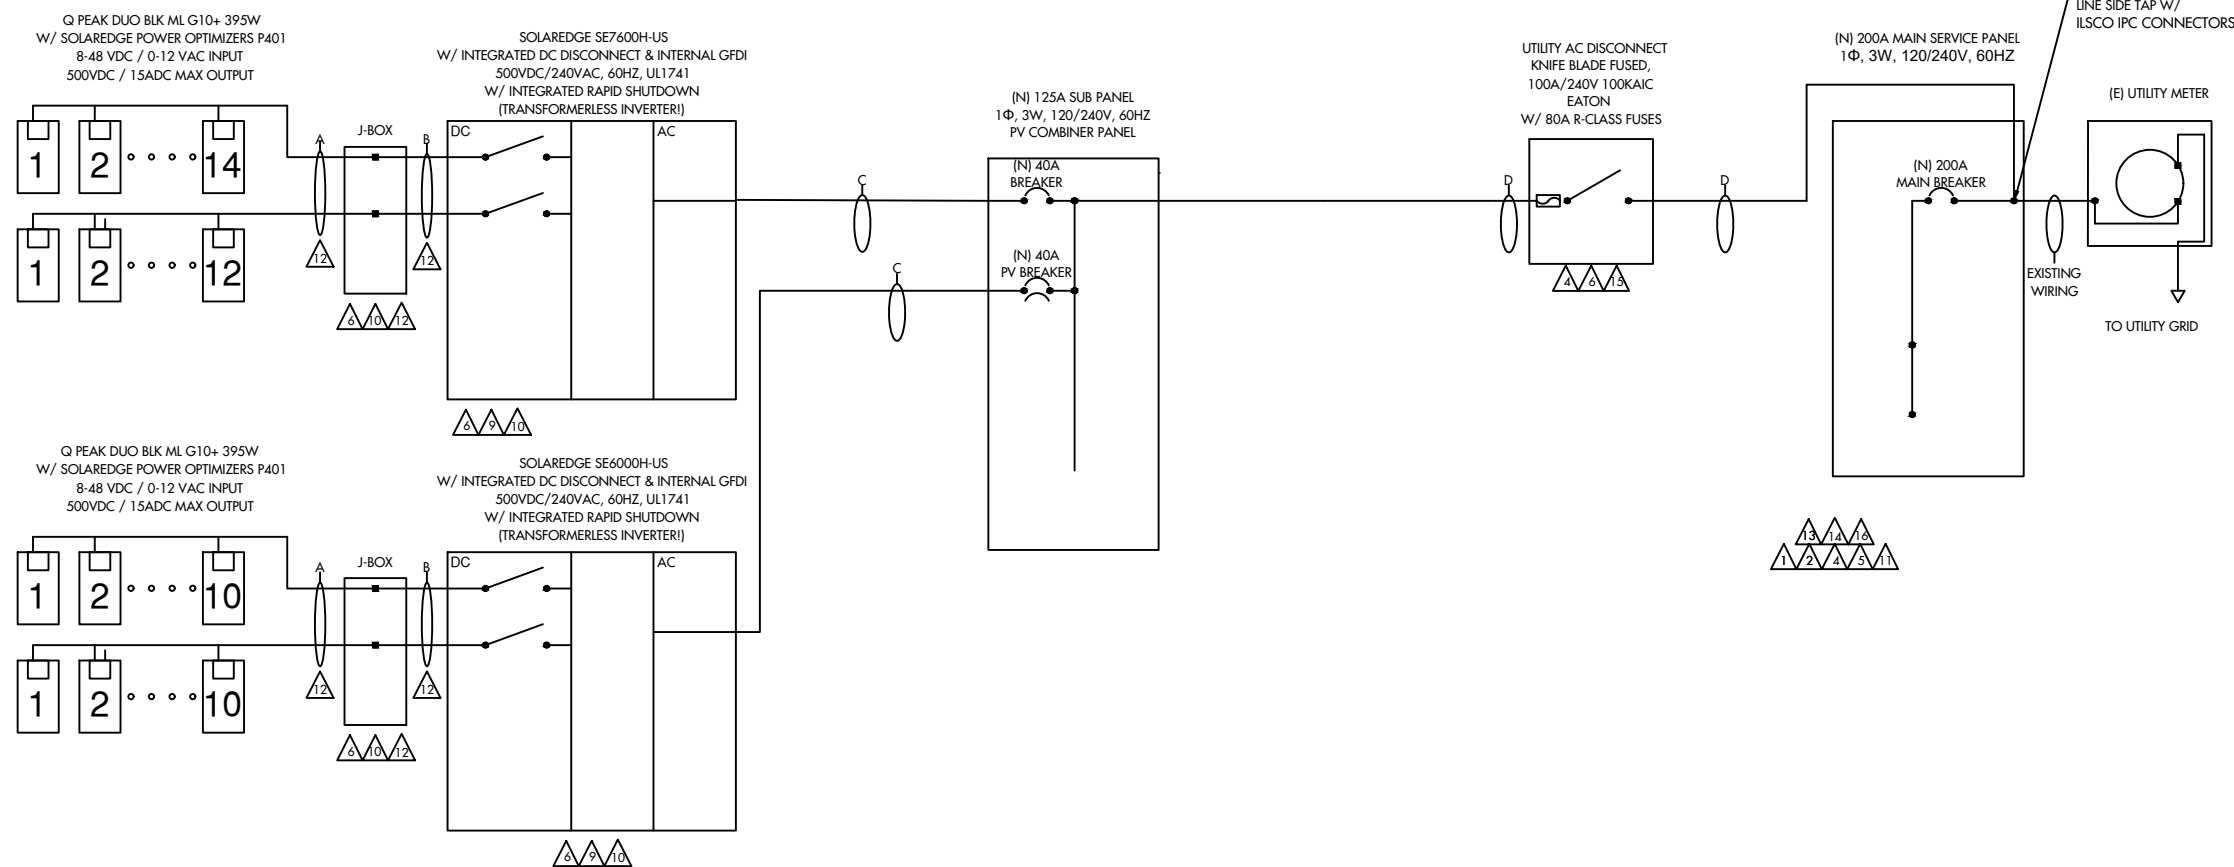 Q PEAK DUO BLK ML G10+ 395W
W/ SOLAREDGE POWER OPTIMIZERS P401
8-48 VDC / 0-12 VAC INPUT
500VDC / 15ADC MAX OUTPUT
1
2
14
1
2
12
A
12
J-BOX
6
10
12
B
12
SOLAREDGE SE7600H-US
W/ INTEGRATED DC DISCONNECT & INTERNAL GFDI
500VDC/240VAC, 60HZ, UL1741
W/ INTEGRATED RAPID SHUTDOWN
(TRANSFORMERLESS INVERTER!)
DC
AC
6
9
10
Q PEAK DUO BLK ML G10+ 395W
W/ SOLAREDGE POWER OPTIMIZERS P401
8-48 VDC / 0-12 VAC INPUT
500VDC / 15ADC MAX OUTPUT
1
2
10
1
2
10
A
12
J-BOX
6
10
12
B
12
SOLAREDGE SE6000H-US
W/ INTEGRATED DC DISCONNECT & INTERNAL GFDI
500VDC/240VAC, 60HZ, UL1741
W/ INTEGRATED RAPID SHUTDOWN
(TRANSFORMERLESS INVERTER!)
DC
AC
6
9
10
C
C
(N) 125A SUB PANEL
1Φ, 3W, 120/240V, 60HZ
PV COMBINER PANEL
(N) 40A
BREAKER
(N) 40A
PV BREAKER
D
UTILITY AC DISCONNECT
KNIFE BLADE FUSED,
100A/240V 100KAIC
EATON
W/ 80A R-CLASS FUSES
4
6
15
D
(N) 200A MAIN SERVICE PANEL
1Φ, 3W, 120/240V, 60HZ
(N) 200A
MAIN BREAKER
13
14
16
1
2
4
5
11
LINE SIDE TAP W/
ILSCO IPC CONNECTORS
EXISTING
WIRING
(E) UTILITY METER
TO UTILITY GRID